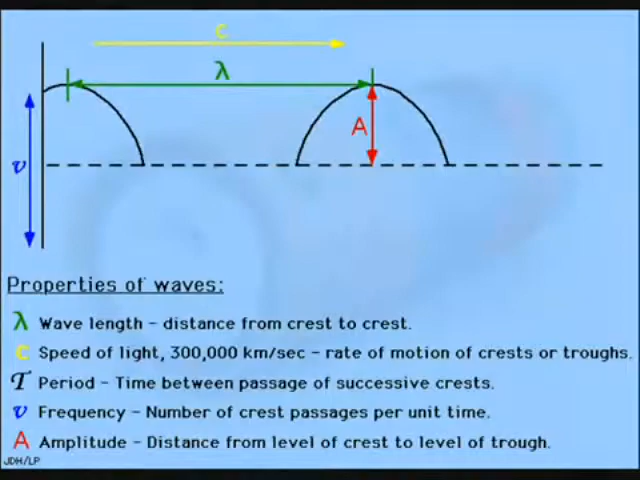 c
λ
A
ν
Properties of waves:
λ Wave length – distance from crest to crest.
c Speed of light, 300,000 km/sec – rate of motion of crests or troughs.
T Period – Time between passage of successive crests.
ν Frequency – Number of crest passages per unit time.
A Amplitude – Distance from level of crest to level of trough.
JDH/LP